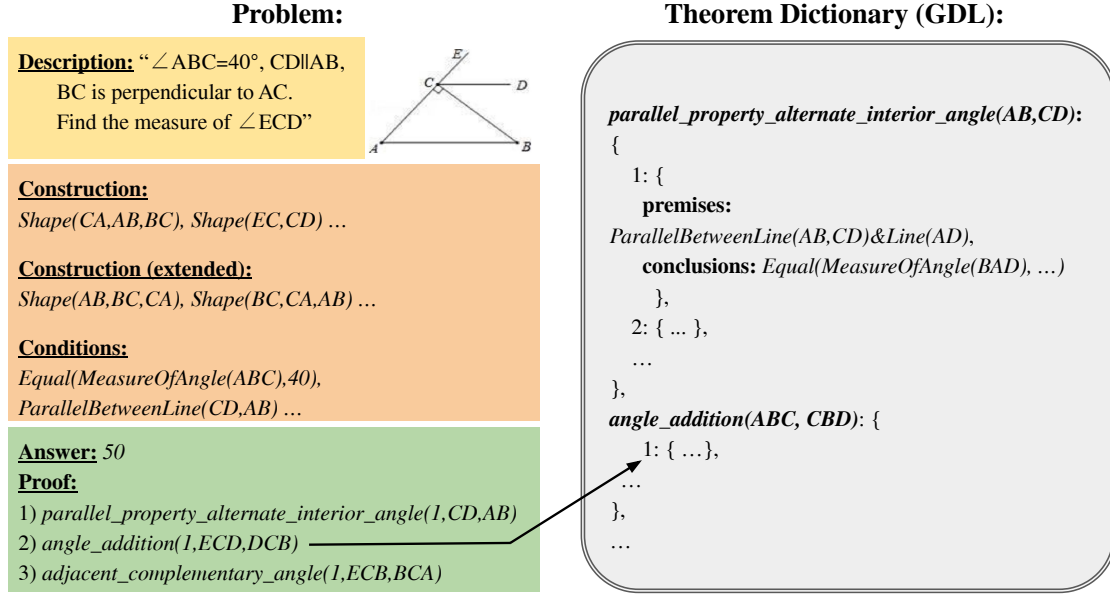 Problem:
Description: “∠ABC=40°, CD∥AB,
BC is perpendicular to AC.
Find the measure of ∠ECD”
E
C
D
A
B
Construction:
Shape(CA,AB,BC), Shape(EC,CD) …
Construction (extended):
Shape(AB,BC,CA), Shape(BC,CA,AB) …
Conditions:
Equal(MeasureOfAngle(ABC),40),
ParallelBetweenLine(CD,AB) …
Answer: 50
Proof:
1) parallel_property_alternate_interior_angle(1,CD,AB)
2) angle_addition(1,ECD,DCB)
3) adjacent_complementary_angle(1,ECB,BCA)
Theorem Dictionary (GDL):
parallel_property_alternate_interior_angle(AB,CD):
{
1: {
premises:
ParallelBetweenLine(AB,CD)&Line(AD),
conclusions: Equal(MeasureOfAngle(BAD), …)
},
2: { ... },
…
},
angle_addition(ABC, CBD): {
1: { …},
…
},
…